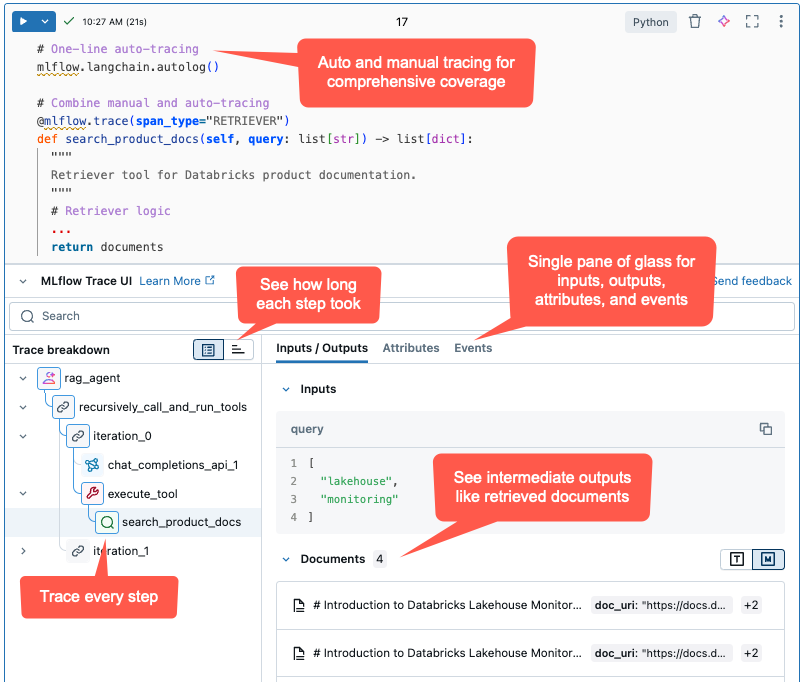 10:27 AM (21s)
17
Python
# One-line auto-tracing
mlflow.langchain.autolog()
Auto and manual tracing for
comprehensive coverage
# Combine manual and auto-tracing
@mlflow.trace(span_type="RETRIEVER")
def search_product_docs(self, query: list[str]) -> list[dict]:
"""
Retriever tool for Databricks product documentation.
"""
# Retriever logic
...
return documents
Single pane of glass for
inputs, outputs,
attributes, and events
MLflow Trace UI Learn More
Send feedback
See how long
each step took
Search
Trace breakdown
Inputs / Outputs Attributes Events
rag_agent
recursively_call_and_run_tools
iteration_0
chat_completions_api_1
execute_tool
search_product_docs
iteration_1
Trace every step
Inputs
query
1 [
2 "lakehouse",
3 "monitoring"
4 ]
See intermediate outputs
like retrieved documents
Documents 4
T M
# Introduction to Databricks Lakehouse Monitor... doc_uri: "https://docs.d... +2
# Introduction to Databricks Lakehouse Monitor... doc_uri: "https://docs.d... +2